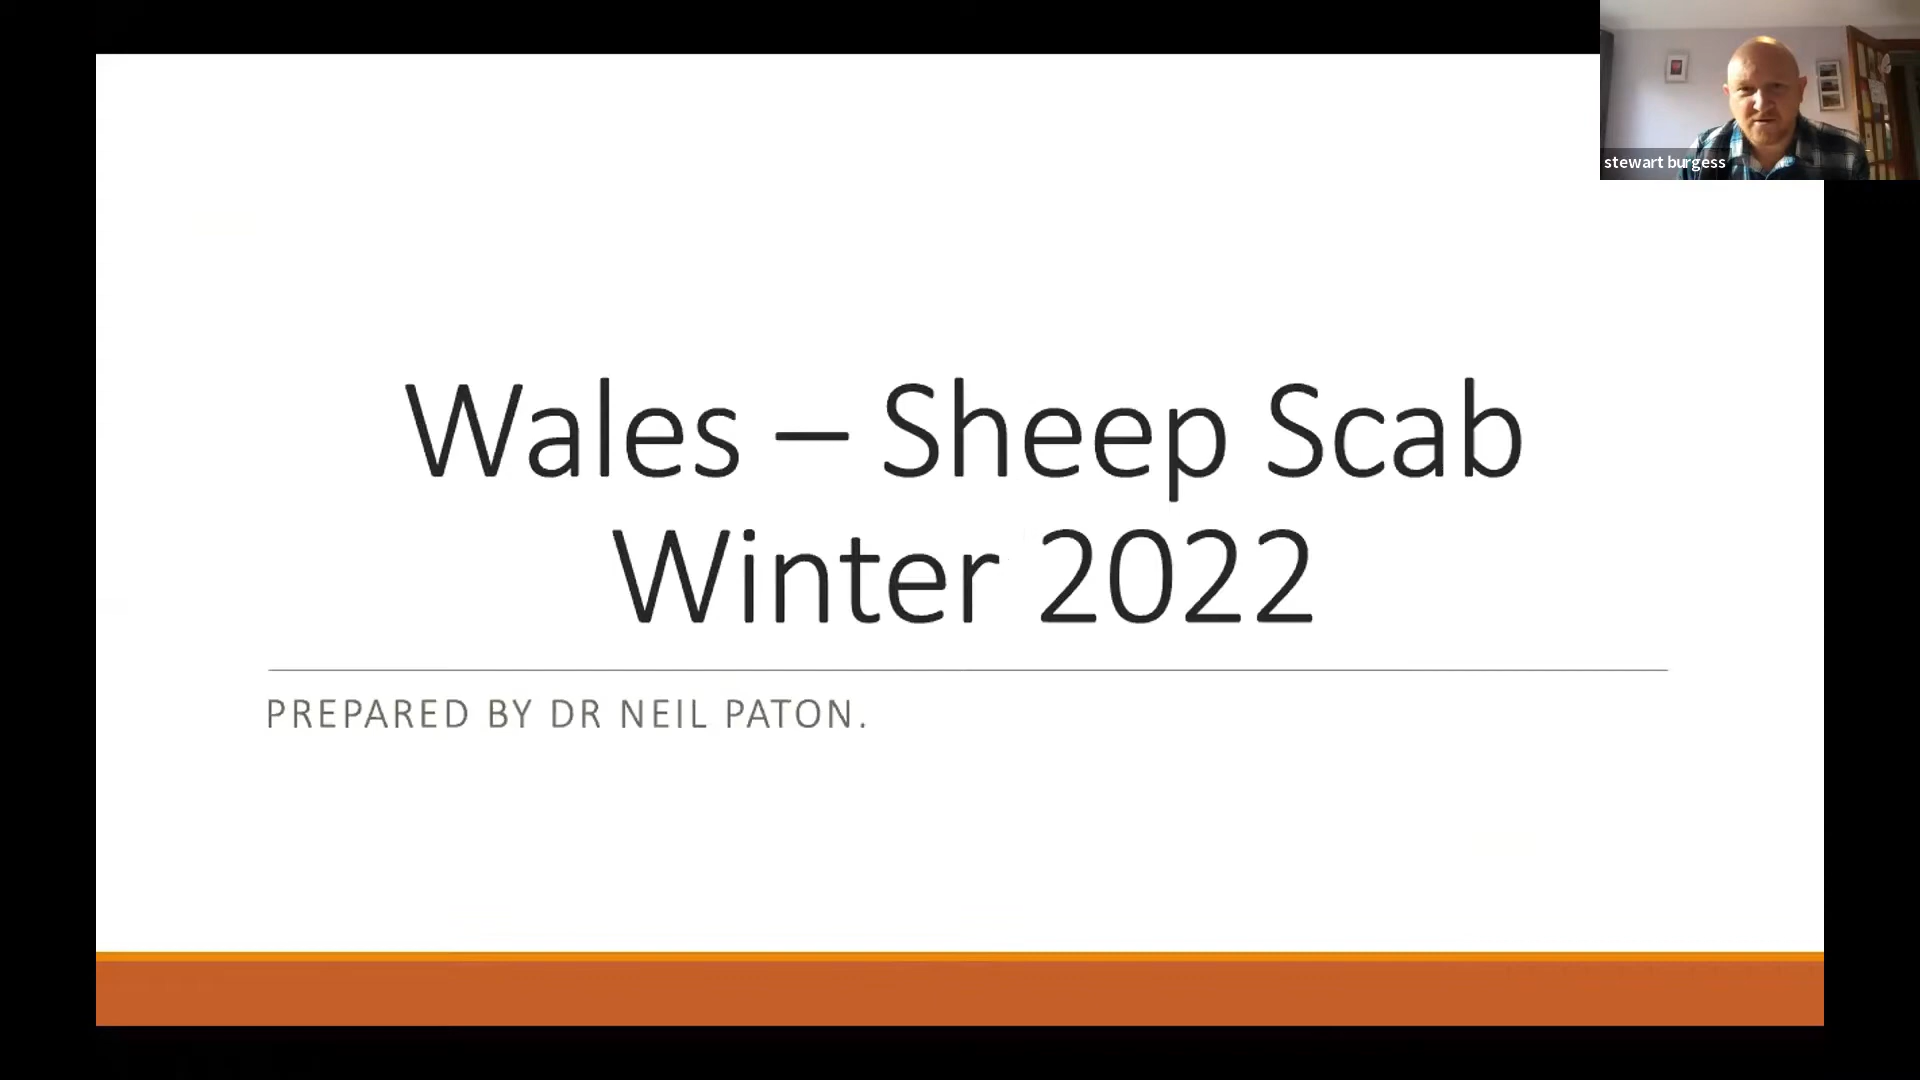 stewart burgess
Wales – Sheep Scab
Winter 2022
PREPARED BY DR NEIL PATON.